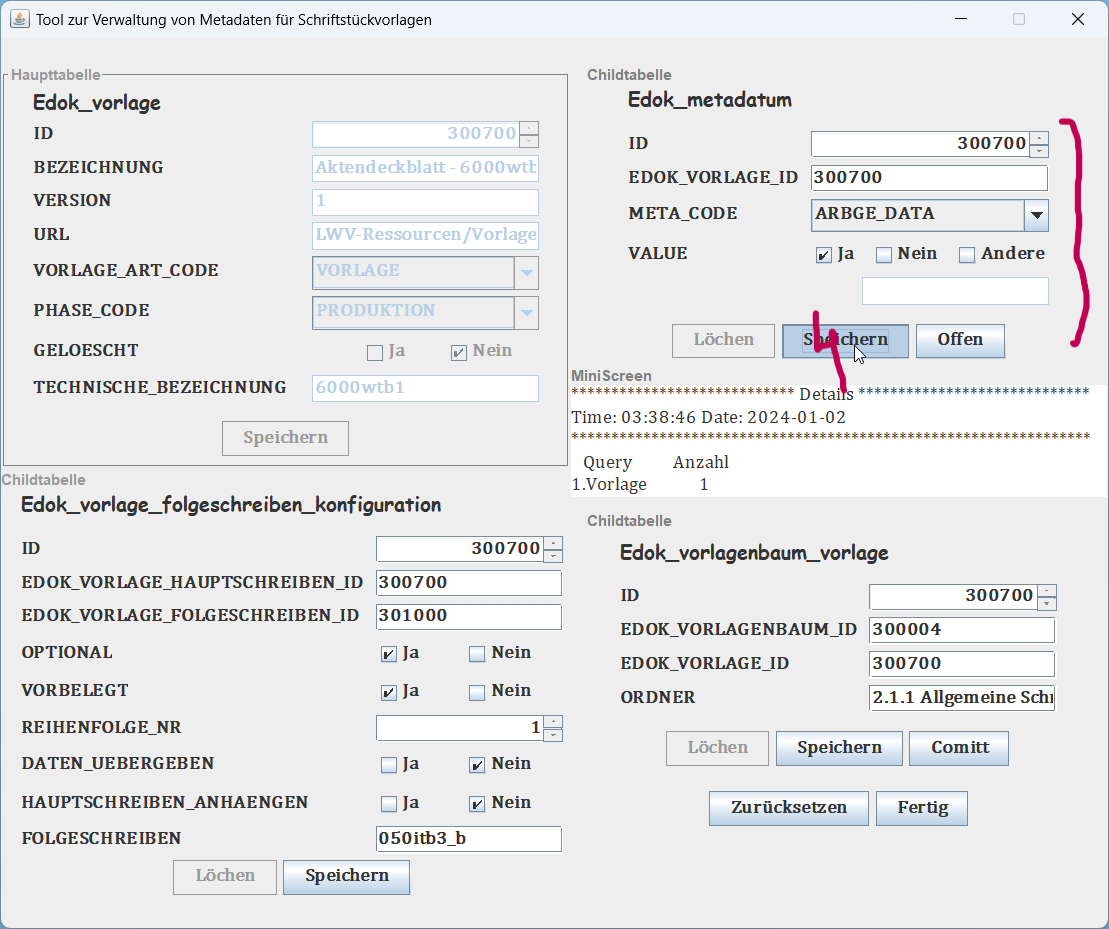 Tool zur Verwaltung von Metadaten für Schriftstückvorlagen
Haupttabelle
Edok_vorlage
ID 300700
BEZEICHNUNG Aktendeckblatt - 6000wtb
VERSION 1
URL LWV-Ressourcen/Vorlage
VORLAGE_ART_CODE VORLAGE
PHASE_CODE PRODUKTION
GELOESCHT Ja Nein
TECHNISCHE_BEZEICHNUNG 6000wtb1
Speichern
Childtabelle
Edok_metadatum
ID 300700
EDOK_VORLAGE_ID 300700
META_CODE ARBGE_DATA
VALUE Ja Nein Andere
Löchen Speichern Offen
MiniScreen
**************************** Details *****************************
Time: 03:38:46 Date: 2024-01-02
*****************************************************************
Query Anzahl
1.Vorlage 1
Childtabelle
Edok_vorlage_folgeschreiben_konfiguration
ID 300700
EDOK_VORLAGE_HAUPTSCHREIBEN_ID 300700
EDOK_VORLAGE_FOLGESCHREIBEN_ID 301000
OPTIONAL Ja Nein
VORBELEGT Ja Nein
REIHENFOLGE_NR 1
DATEN_UEBERGEBEN Ja Nein
HAUPTSCHREIBEN_ANHAENGEN Ja Nein
FOLGESCHREIBEN 050itb3_b
Löchen Speichern
Childtabelle
Edok_vorlagenbaum_vorlage
ID 300700
EDOK_VORLAGENBAUM_ID 300004
EDOK_VORLAGE_ID 300700
ORDNER 2.1.1 Allgemeine Schr
Löchen Speichern Comitt
Zurücksetzen Fertig